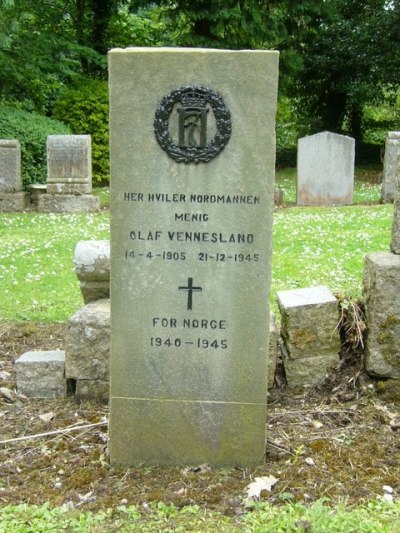 HER HVILER NORDMANNEN
MENIG
OLAF VENNESLAND
14-4-1905 21-12-1945
FOR NORGE
1940-1945